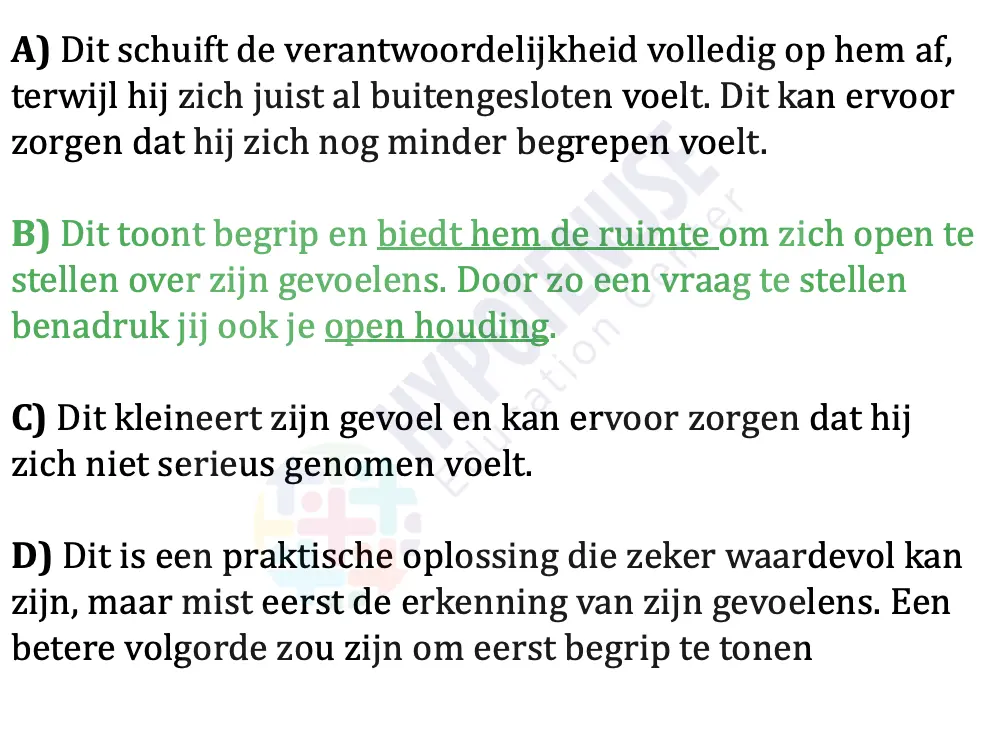 A) Dit schuift de verantwoordelijkheid volledig op hem af,
terwijl hij zich juist al buitengesloten voelt. Dit kan ervoor
zorgen dat hij zich nog minder begrepen voelt.
B) Dit toont begrip en biedt hem de ruimte om zich open te
stellen over zijn gevoelens. Door zo een vraag te stellen
benadruk jij ook je open houding.
C) Dit kleineert zijn gevoel en kan ervoor zorgen dat hij
zich niet serieus genomen voelt.
D) Dit is een praktische oplossing die zeker waardevol kan
zijn, maar mist eerst de erkenning van zijn gevoelens. Een
betere volgorde zou zijn om eerst begrip te tonen
HYPOTENUSE
Education Corner